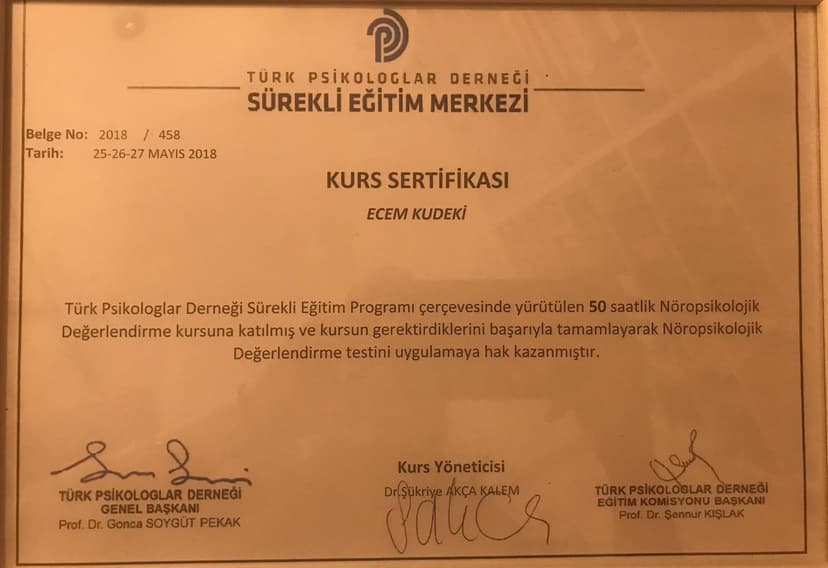 TÜRK PSİKOLOGLAR DERNEĞİ
SÜREKLİ EĞİTİM MERKEZİ
Belge No: 2018 / 458
Tarih: 25-26-27 MAYIS 2018
KURS SERTİFİKASI
ECEM KUDEKİ
Türk Psikologlar Derneği Sürekli Eğitim Programı çerçevesinde yürütülen 50 saatlik Nöropsikolojik
Değerlendirme kursuna katılmış ve kursun gerektirdiklerini başarıyla tamamlayarak Nöropsikolojik
Değerlendirme testini uygulamaya hak kazanmıştır.
TÜRK PSİKOLOGLAR DERNEĞİ
GENEL BAŞKANI
Prof. Dr. Gonca SOYGÜT PEKAK
Kurs Yöneticisi
Dr.Şükriye AKÇA KALEM
TÜRK PSİKOLOGLAR DERNEĞİ
EĞİTİM KOMİSYONU BAŞKANI
Prof. Dr. Şennur KIŞLAK